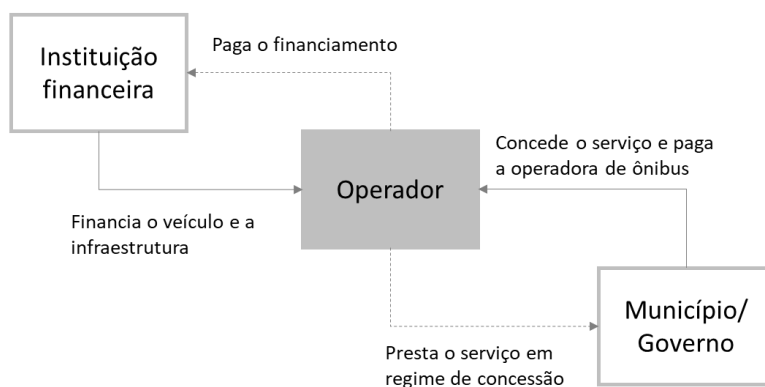 Instituição
financeira
Paga o financiamento
Concede o serviço e paga
a operadora de ônibus
Operador
Financia o veículo e a
infraestrutura
Município/
Governo
Presta o serviço em
regime de concessão